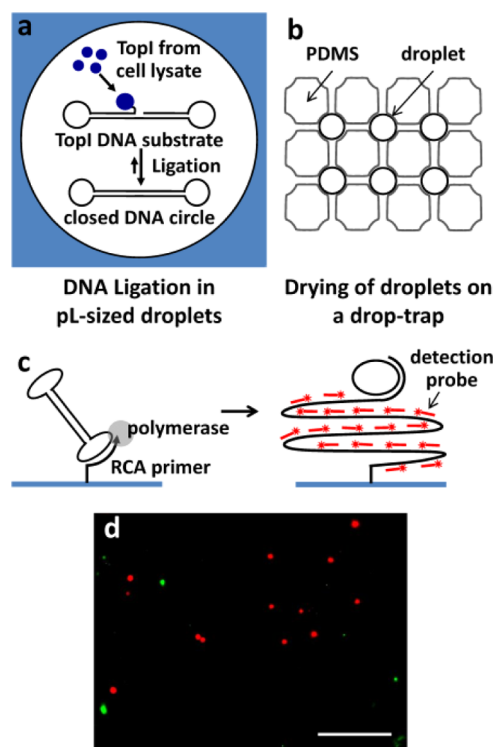 a
TopI from
cell lysate
TopI DNA substrate
Ligation
closed DNA circle
DNA Ligation in
pL-sized droplets
b
PDMS
droplet
Drying of droplets on
a drop-trap
c
polymerase
RCA primer
detection
probe
d